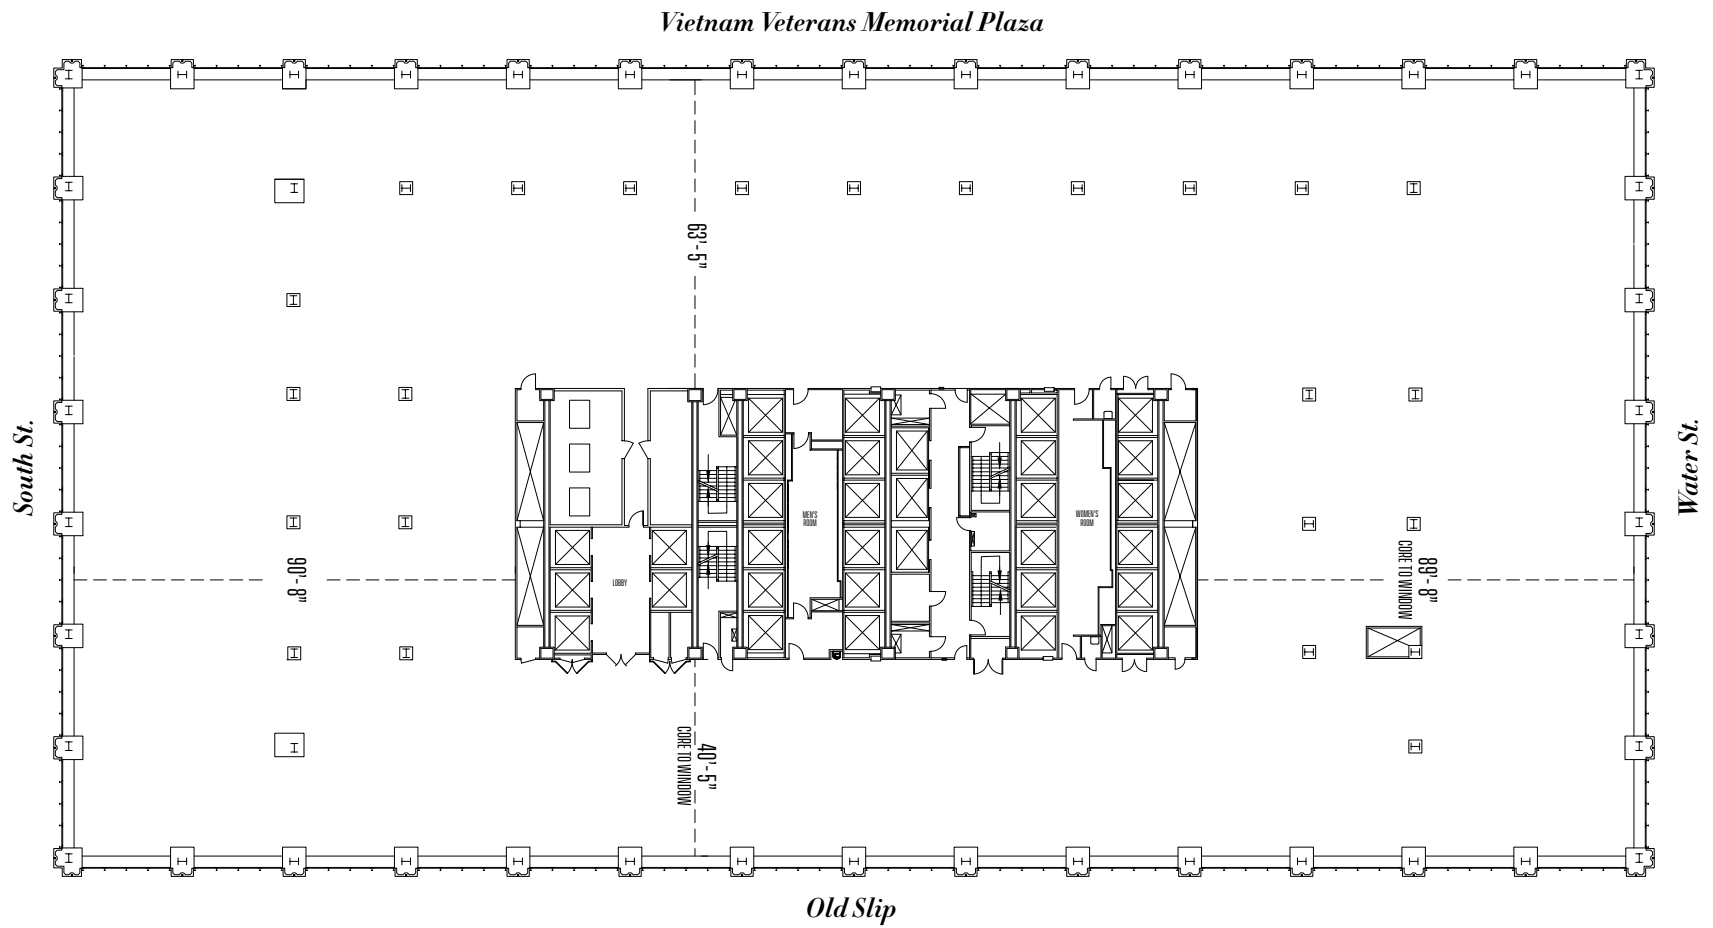 Vietnam Veterans Memorial Plaza
63'-5"
South St.
Water St.
MEN'S
ROOM
WOMEN'S
ROOM
LOBBY
90'-8"
89'-8"
CORE TO WINDOW
40'-5"
CORE TO WINDOW
Old Slip